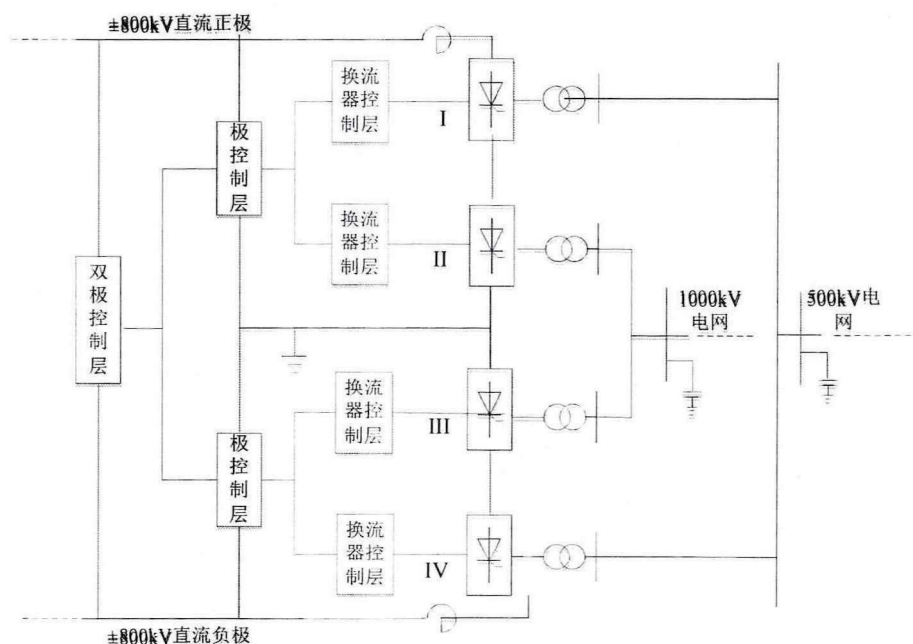 ±800kV直流正极
换流
器控
制层
I
极
控
制
层
换流
器控
制层
II
双
极
控
制
层
1000kV
电网
500kV电
网
换流
器控
制层
III
极
控
制
层
换流
器控
制层
IV
±800kV直流负极